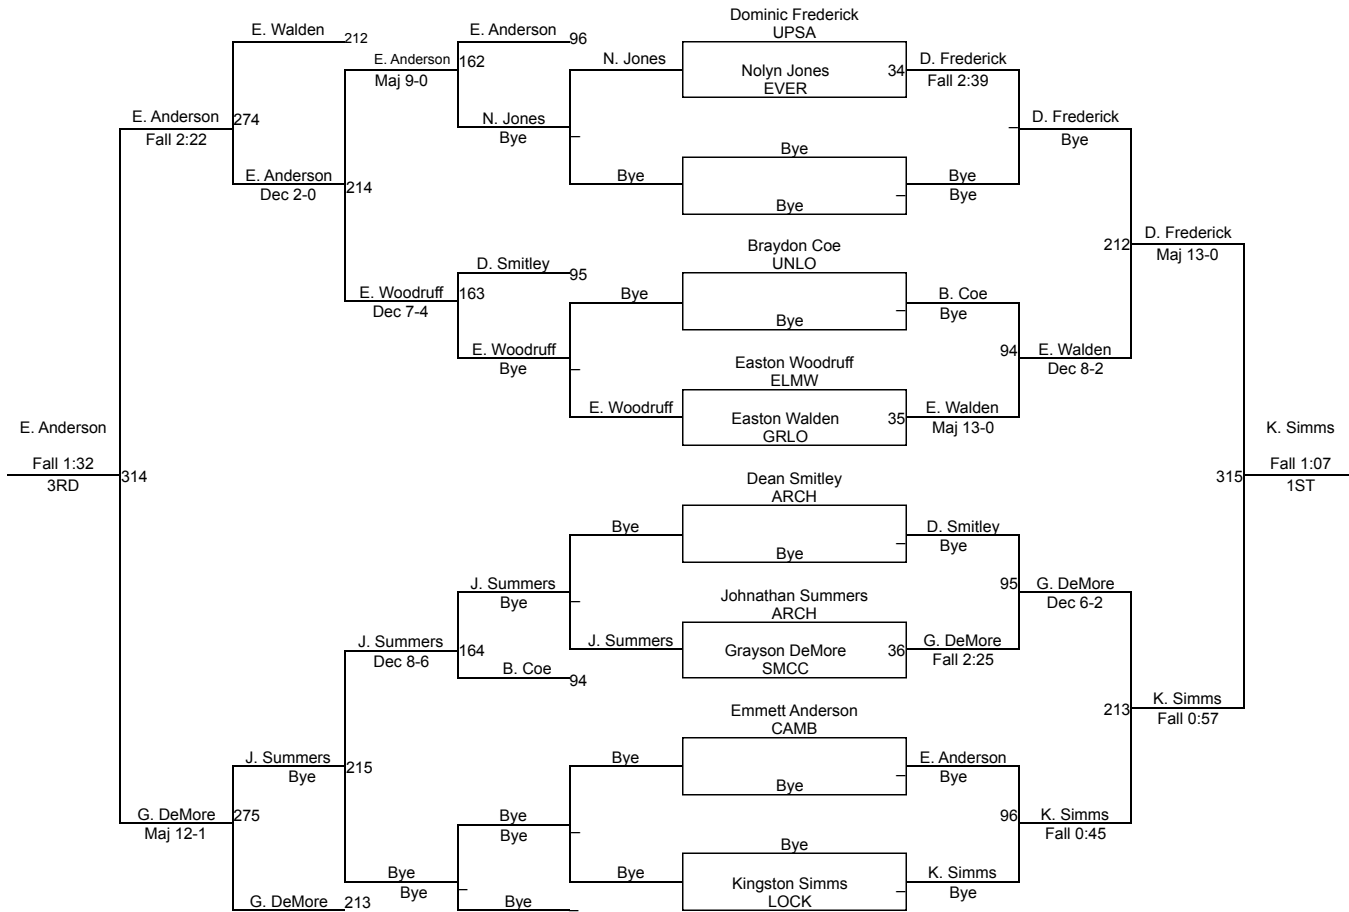 Dominic Frederick
UPSA
E. Walden
212
E. Anderson
96
E. Anderson
162
Maj 9-0
N. Jones
Nolyn Jones
EVER
34
D. Frederick
Fall 2:39
E. Anderson
274
Fall 2:22
N. Jones
Bye
D. Frederick
Bye
Bye
E. Anderson
Dec 2-0
214
Bye
Bye
Bye
Bye
212
D. Frederick
Maj 13-0
Braydon Coe
UNLO
D. Smitley
95
E. Woodruff
163
Dec 7-4
Bye
Bye
B. Coe
Bye
E. Woodruff
Bye
94
E. Walden
Dec 8-2
Easton Woodruff
ELMW
E. Woodruff
Easton Walden
GRLO
35
E. Walden
Maj 13-0
E. Anderson
Fall 1:32
3RD
314
K. Simms
Fall 1:07
1ST
315
Dean Smitley
ARCH
Bye
Bye
D. Smitley
Bye
J. Summers
Bye
95
G. DeMore
Dec 6-2
Johnathan Summers
ARCH
J. Summers
Dec 8-6
164
J. Summers
Grayson DeMore
SMCC
36
G. DeMore
Fall 2:25
B. Coe
94
213
K. Simms
Fall 0:57
Emmett Anderson
CAMB
J. Summers
Bye
215
Bye
Bye
E. Anderson
Bye
G. DeMore
275
Maj 12-1
Bye
Bye
96
K. Simms
Fall 0:45
Bye
Bye
Bye
Bye
Kingston Simms
LOCK
K. Simms
Bye
G. DeMore
213
Bye